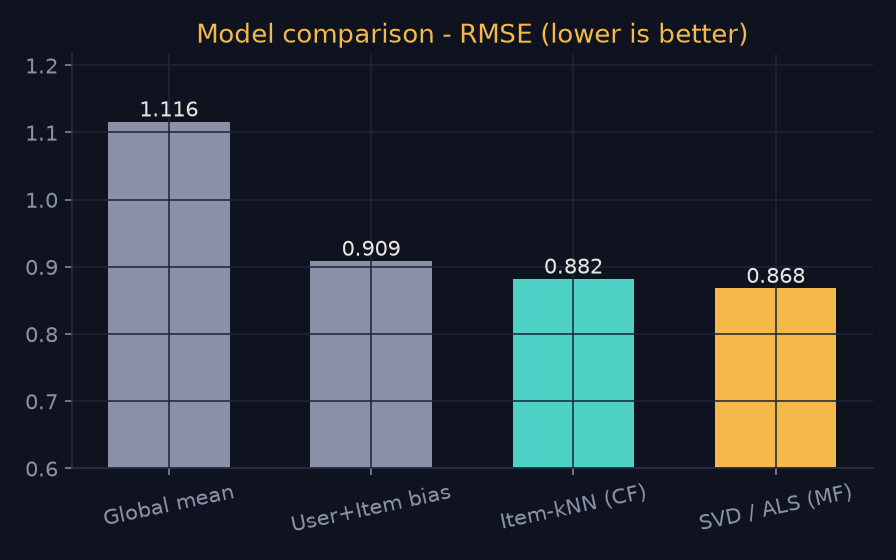 Model comparison - RMSE (lower is better)
1.2
1.1
1.0
0.9
0.8
0.7
0.6
1.116
0.909
0.882
0.868
Global mean
User+Item bias
Item-kNN (CF)
SVD / ALS (MF)